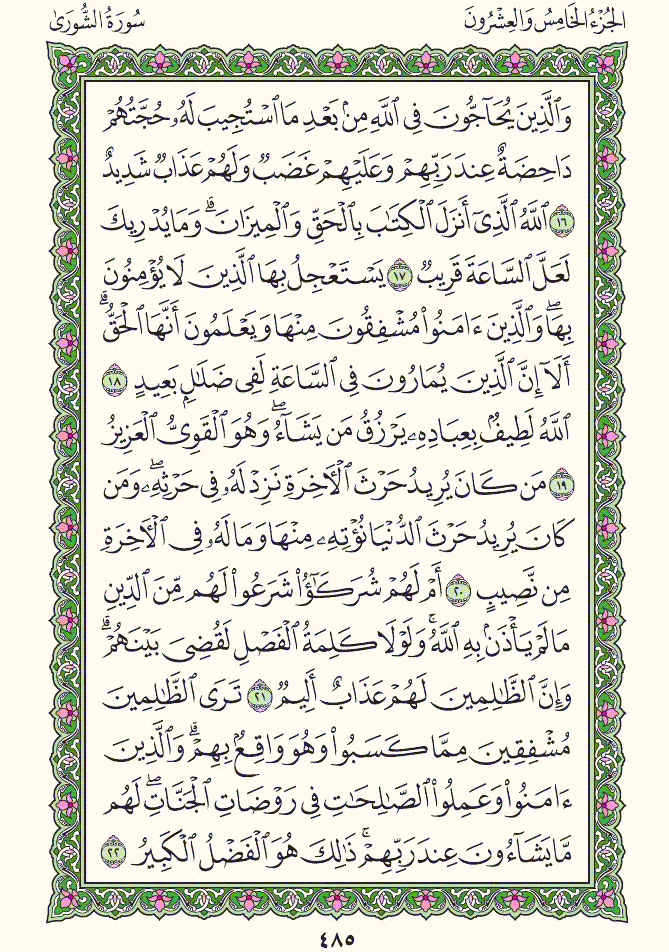 الجُزْءُ الخَامِسُ وَالعِشْرُونَ
سُورَةُ الشُّورَىٰ
وَٱلَّذِينَ يُحَآجُّونَ فِى ٱللَّهِ مِنۢ بَعْدِ مَا ٱسْتُجِيبَ لَهُۥ حُجَّتُهُمْ
دَاحِضَةٌ عِندَ رَبِّهِمْ وَعَلَيْهِمْ غَضَبٌ وَلَهُمْ عَذَابٌ شَدِيدٌ
١٦ ٱللَّهُ ٱلَّذِىٓ أَنزَلَ ٱلْكِتَٰبَ بِٱلْحَقِّ وَٱلْمِيزَانَ ۗ وَمَا يُدْرِيكَ
لَعَلَّ ٱلسَّاعَةَ قَرِيبٌ ١٧ يَسْتَعْجِلُ بِهَا ٱلَّذِينَ لَا يُؤْمِنُونَ
بِهَا ۖ وَٱلَّذِينَ ءَامَنُوا۟ مُشْفِقُونَ مِنْهَا وَيَعْلَمُونَ أَنَّهَا ٱلْحَقُّ ۗ
أَلَآ إِنَّ ٱلَّذِينَ يُمَارُونَ فِى ٱلسَّاعَةِ لَفِى ضَلَٰلٍۭ بَعِيدٍ ١٨
ٱللَّهُ لَطِيفٌۢ بِعِبَادِهِۦ يَرْزُقُ مَن يَشَآءُ ۖ وَهُوَ ٱلْقَوِىُّ ٱلْعَزِيزُ
١٩ مَن كَانَ يُرِيدُ حَرْثَ ٱلْءَاخِرَةِ نَزِدْ لَهُۥ فِى حَرْثِهِۦ ۖ وَمَن
كَانَ يُرِيدُ حَرْثَ ٱلدُّنْيَا نُؤْتِهِۦ مِنْهَا وَمَا لَهُۥ فِى ٱلْءَاخِرَةِ
مِن نَّصِيبٍ ٢٠ أَمْ لَهُمْ شُرَكَٰٓؤُا۟ شَرَعُوا۟ لَهُم مِّنَ ٱلدِّينِ
مَا لَمْ يَأْذَنۢ بِهِ ٱللَّهُ ۚ وَلَوْلَا كَلِمَةُ ٱلْفَصْلِ لَقُضِىَ بَيْنَهُمْ ۗ
وَإِنَّ ٱلظَّٰلِمِينَ لَهُمْ عَذَابٌ أَلِيمٌ ٢١ تَرَى ٱلظَّٰلِمِينَ
مُشْفِقِينَ مِمَّا كَسَبُوا۟ وَهُوَ وَاقِعٌۢ بِهِمْ ۗ وَٱلَّذِينَ
ءَامَنُوا۟ وَعَمِلُوا۟ ٱلصَّٰلِحَٰتِ فِى رَوْضَاتِ ٱلْجَنَّاتِ ۖ لَهُم
مَّا يَشَآءُونَ عِندَ رَبِّهِمْ ۚ ذَٰلِكَ هُوَ ٱلْفَضْلُ ٱلْكَبِيرُ ٢٢
٤٨٥